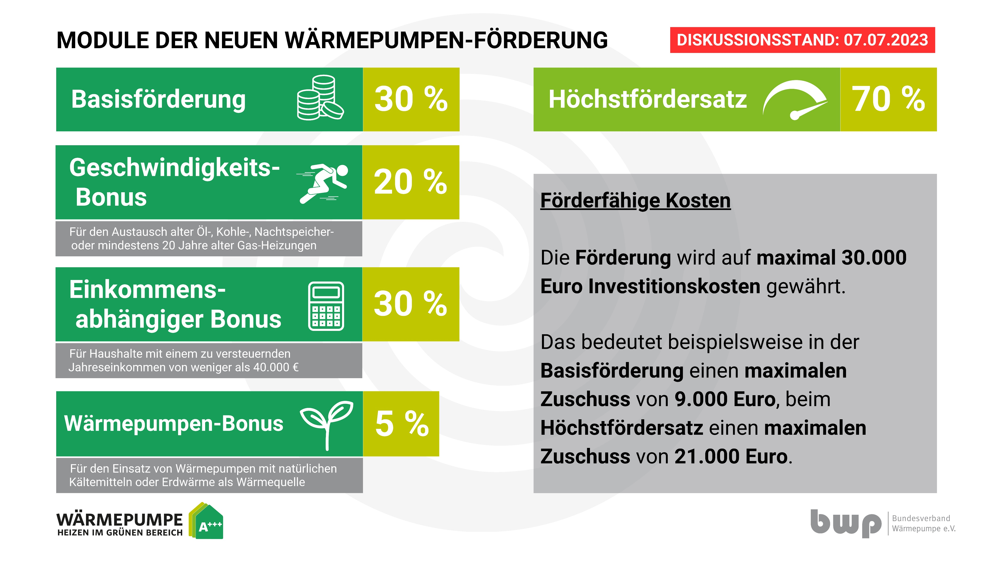 MODULE DER NEUEN WÄRMEPUMPEN-FÖRDERUNG
DISKUSSIONSSTAND: 07.07.2023
Basisförderung
30 %
Geschwindigkeits-
Bonus
20 %
Für den Austausch alter Öl-, Kohle-, Nachtspeicher-
oder mindestens 20 Jahre alter Gas-Heizungen
Einkommens-
abhängiger Bonus
30 %
Für Haushalte mit einem zu versteuernden
Jahreseinkommen von weniger als 40.000 €
Wärmepumpen-Bonus
5 %
Für den Einsatz von Wärmepumpen mit natürlichen
Kältemitteln oder Erdwärme als Wärmequelle
Höchstfördersatz
70 %
Förderfähige Kosten
Die Förderung wird auf maximal 30.000
Euro Investitionskosten gewährt.
Das bedeutet beispielsweise in der
Basisförderung einen maximalen
Zuschuss von 9.000 Euro, beim
Höchstfördersatz einen maximalen
Zuschuss von 21.000 Euro.
WÄRMEPUMPE
HEIZEN IM GRÜNEN BEREICH
A+++
bwp
Bundesverband
Wärmepumpe e.V.